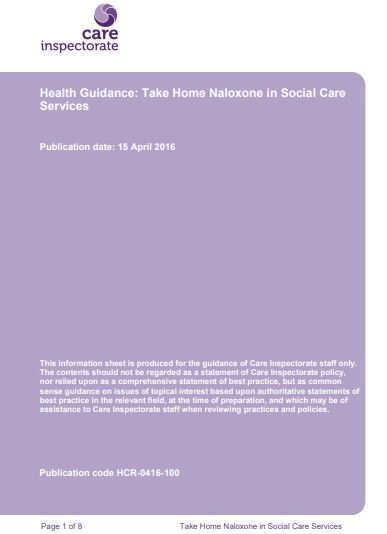 care
inspectorate
Health Guidance: Take Home Naloxone in Social Care
Services
Publication date: 15 April 2016
This information sheet is produced for the guidance of Care Inspectorate staff only.
The contents should not be regarded as a statement of Care Inspectorate policy,
nor relied upon as a comprehensive statement of best practice, but as common
sense guidance on issues of topical interest based upon authoritative statements of
best practice in the relevant field, at the time of preparation, and which may be of
assistance to Care Inspectorate staff when reviewing practices and policies.
Publication code HCR-0416-100
Page 1 of 8 Take Home Naloxone in Social Care Services